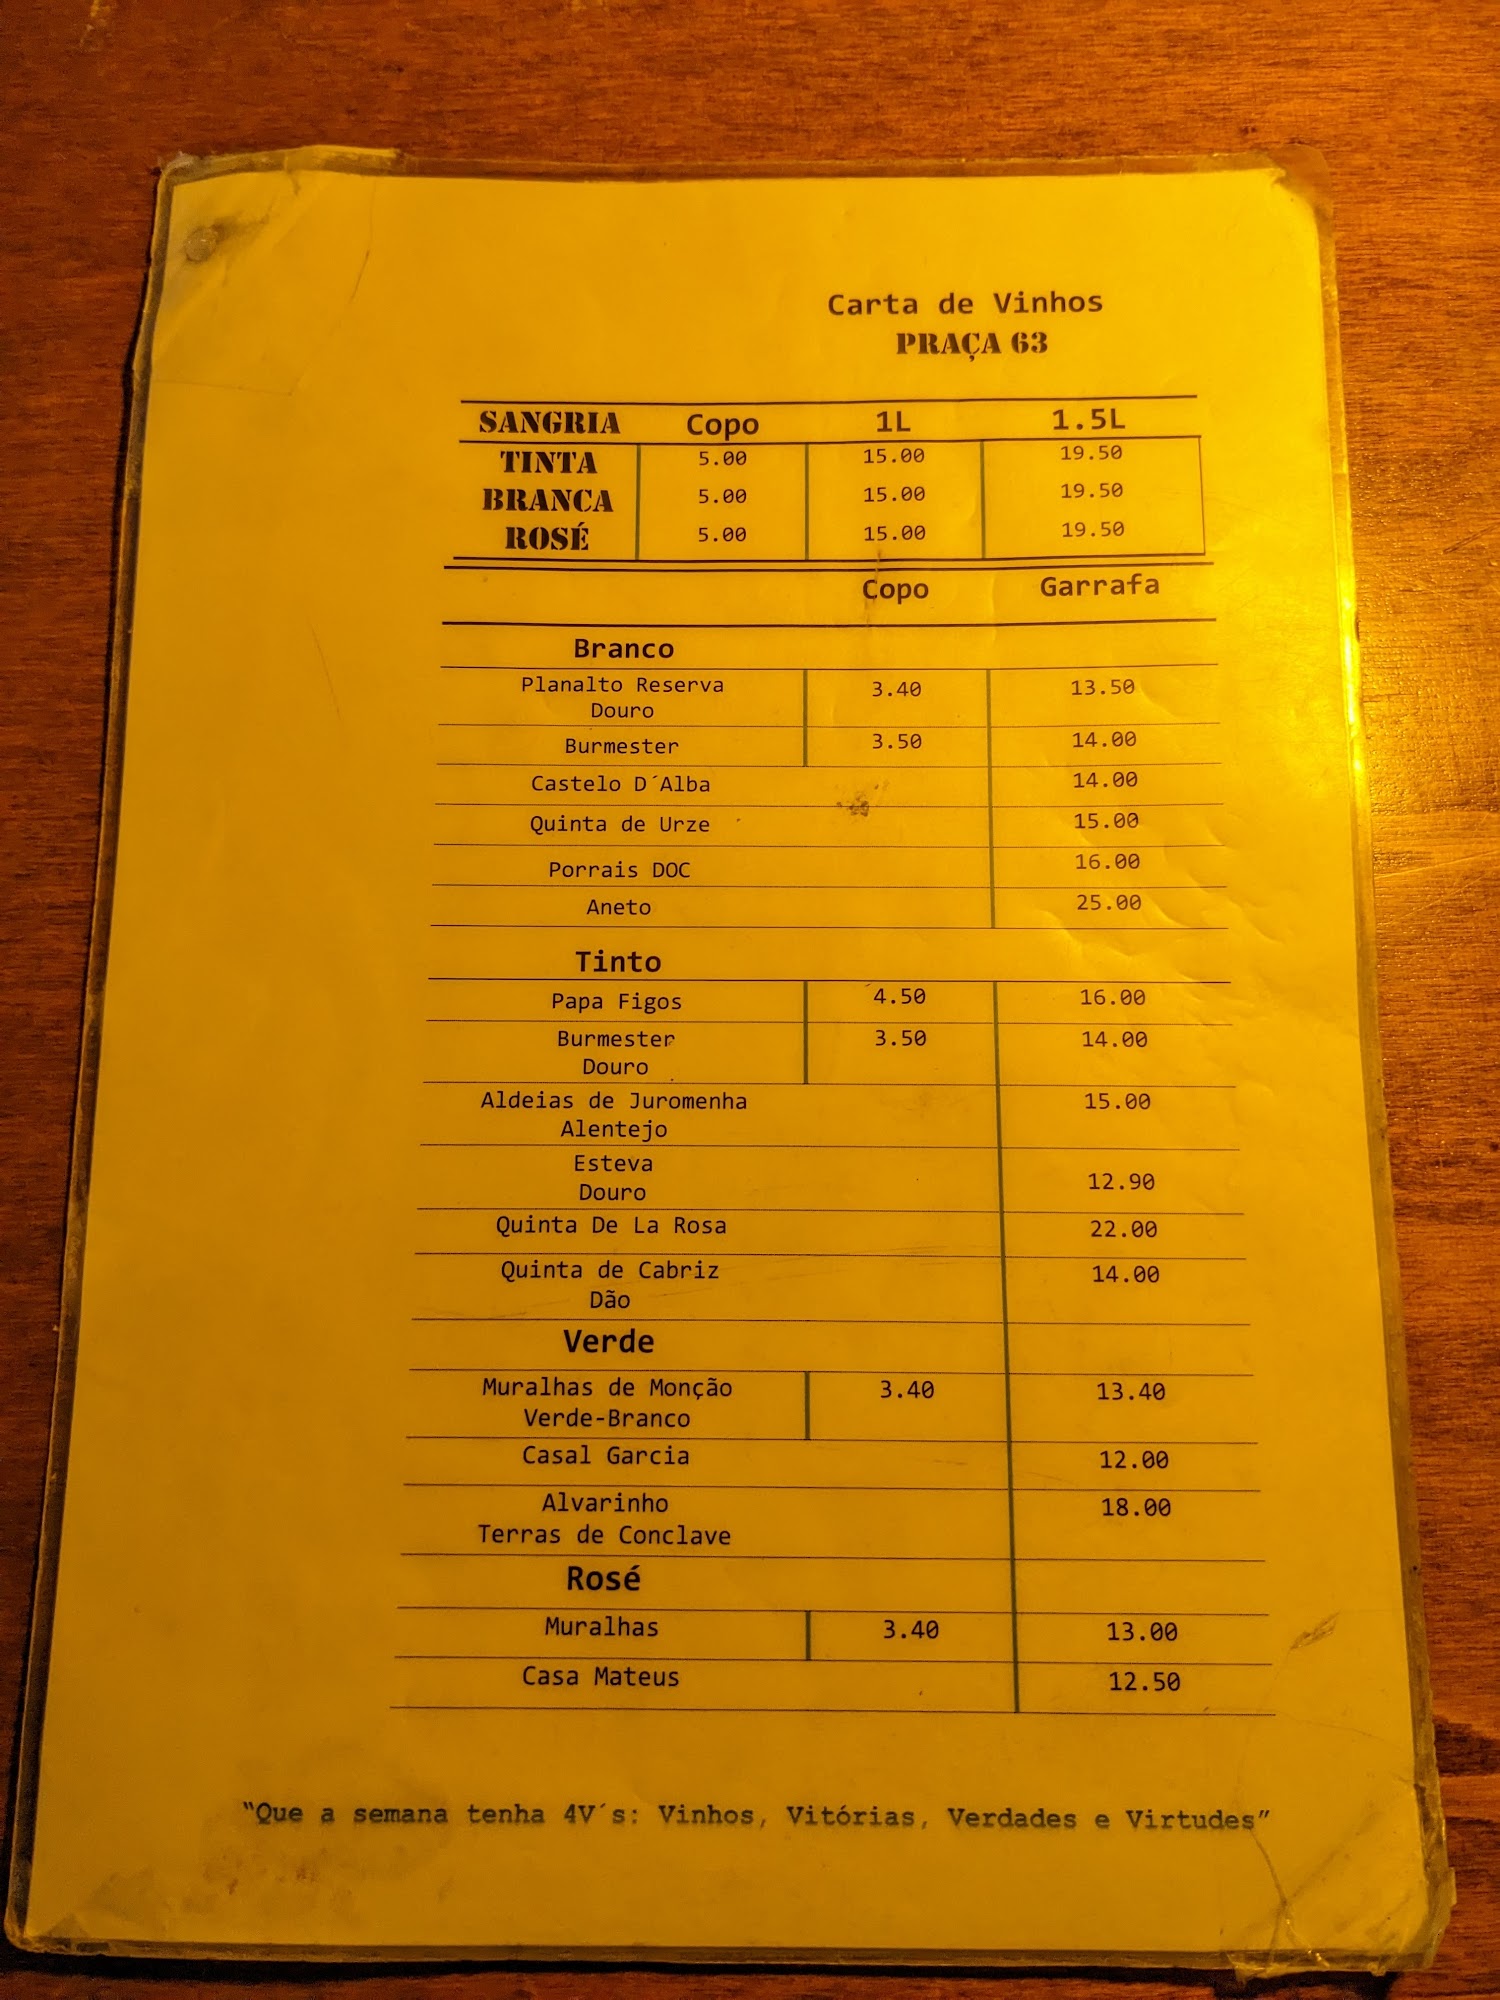 Carta de Vinhos
PRAÇA 63
SANGRIA Copo 1L 1.5L
TINTA 5.00 15.00 19.50
BRANCA 5.00 15.00 19.50
ROSÉ 5.00 15.00 19.50
Copo Garrafa
Branco
Planalto Reserva 3.40 13.50
Douro
Burmester 3.50 14.00
Castelo D´Alba 14.00
Quinta de Urze 15.00
Porrais DOC 16.00
Aneto 25.00
Tinto
Papa Figos 4.50 16.00
Burmester 3.50 14.00
Douro
Aldeias de Juromenha 15.00
Alentejo
Esteva 12.90
Douro
Quinta De La Rosa 22.00
Quinta de Cabriz 14.00
Dão
Verde
Muralhas de Monção 3.40 13.40
Verde-Branco
Casal Garcia 12.00
Alvarinho 18.00
Terras de Conclave
Rosé
Muralhas 3.40 13.00
Casa Mateus 12.50
“Que a semana tenha 4V´s: Vinhos, Vitórias, Verdades e Virtudes”